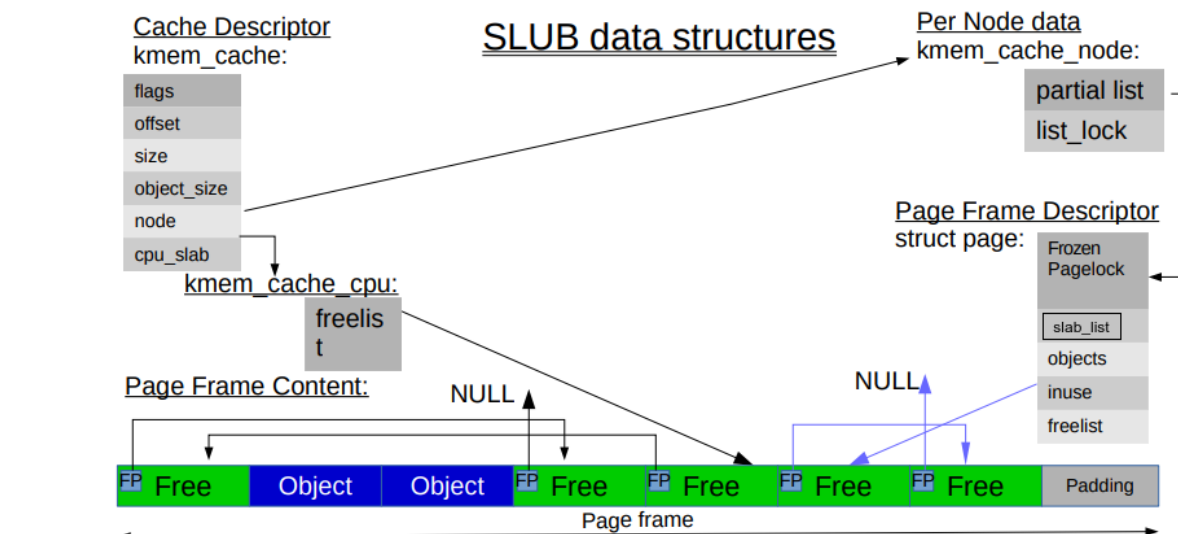 SLUB data structures
Cache Descriptor
kmem_cache:
flags
offset
size
object_size
node
cpu_slab
kmem_cache_cpu:
freelis
t
Per Node data
kmem_cache_node:
partial list
list_lock
Page Frame Descriptor
struct page:
Frozen
Pagelock
slab_list
objects
inuse
freelist
Page Frame Content:
NULL
NULL
FP Free
Object
Object
FP Free
FP Free
FP Free
FP Free
Padding
Page frame